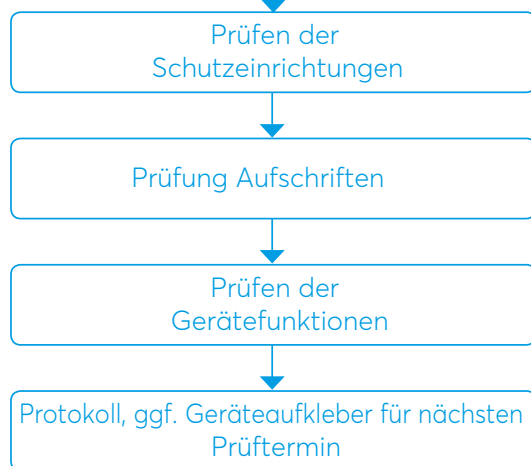 Prüfen der
Schutzeinrichtungen
Prüfung Aufschriften
Prüfen der
Gerätefunktionen
Protokoll, ggf. Geräteaufkleber für nächsten
Prüftermin